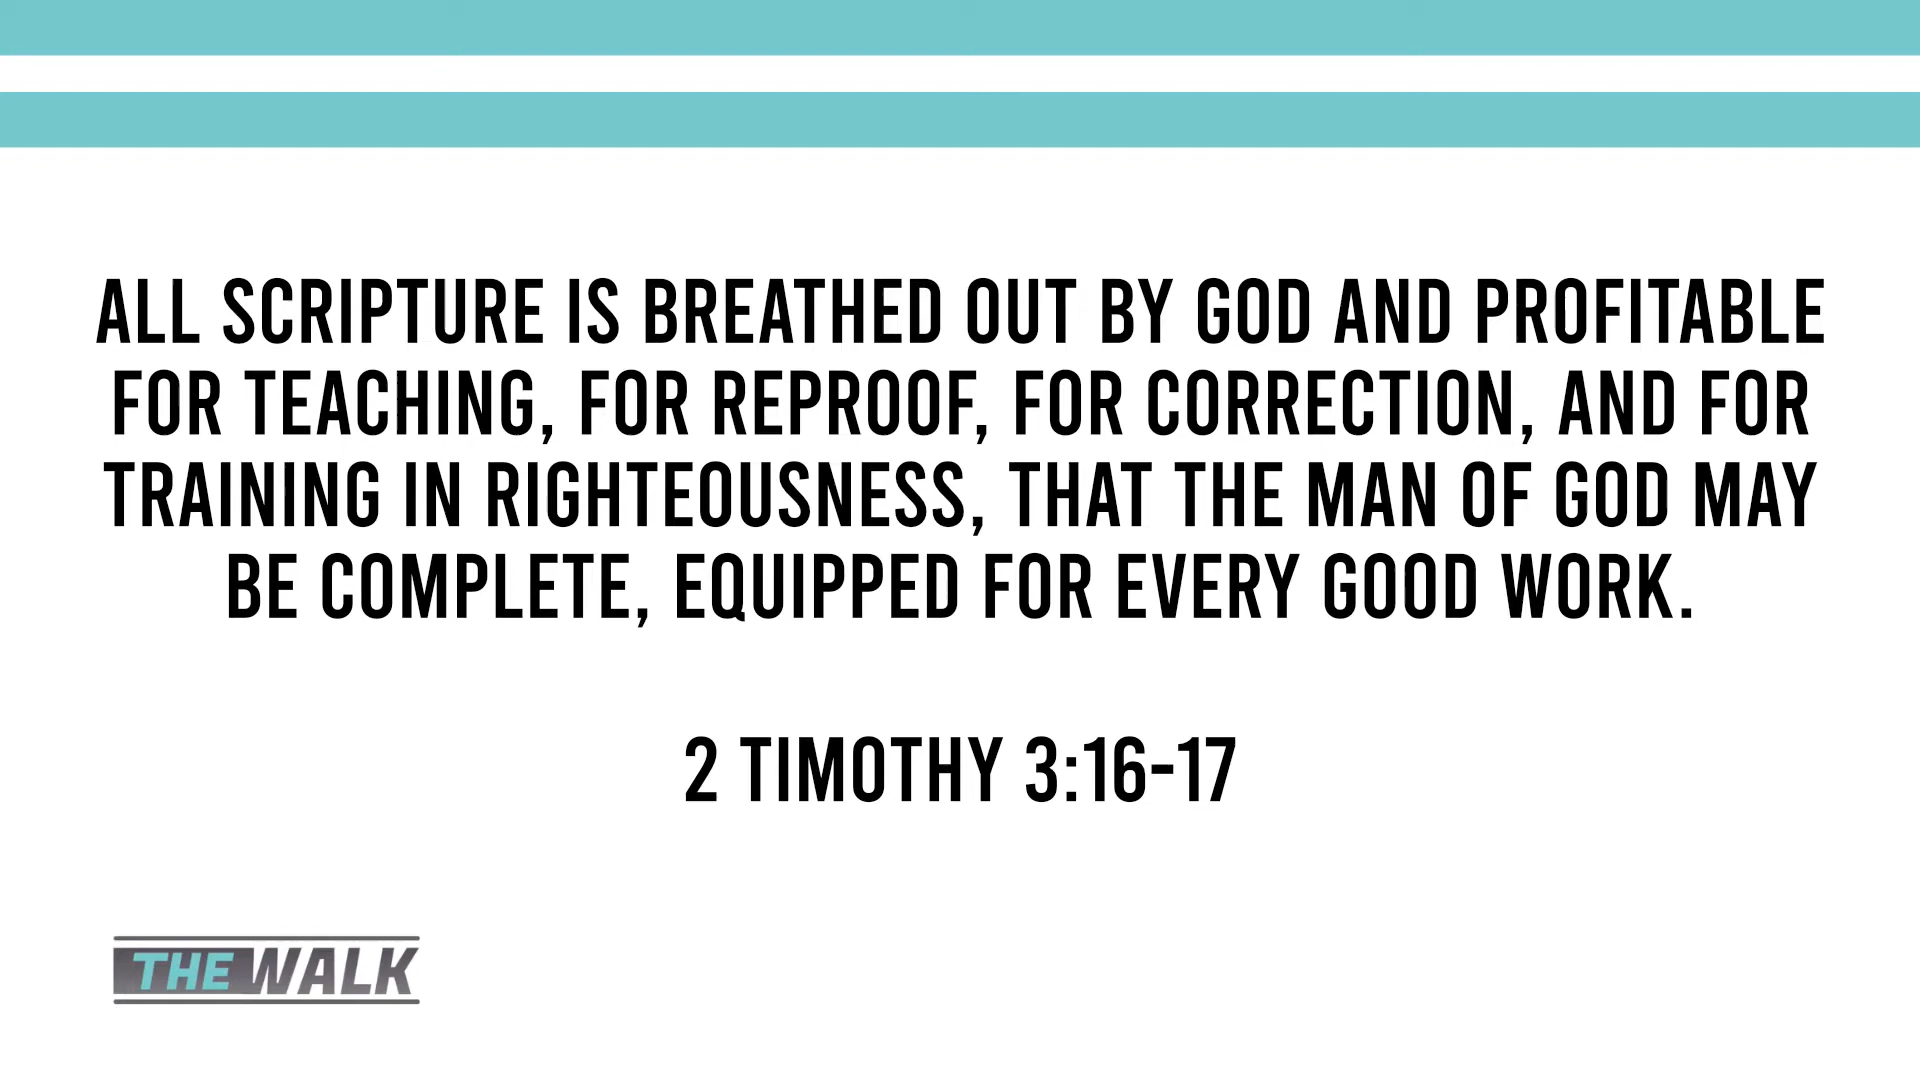 ALL SCRIPTURE IS BREATHED OUT BY GOD AND PROFITABLE
FOR TEACHING, FOR REPROOF, FOR CORRECTION, AND FOR
TRAINING IN RIGHTEOUSNESS, THAT THE MAN OF GOD MAY
BE COMPLETE, EQUIPPED FOR EVERY GOOD WORK.
2 TIMOTHY 3:16-17
THE WALK